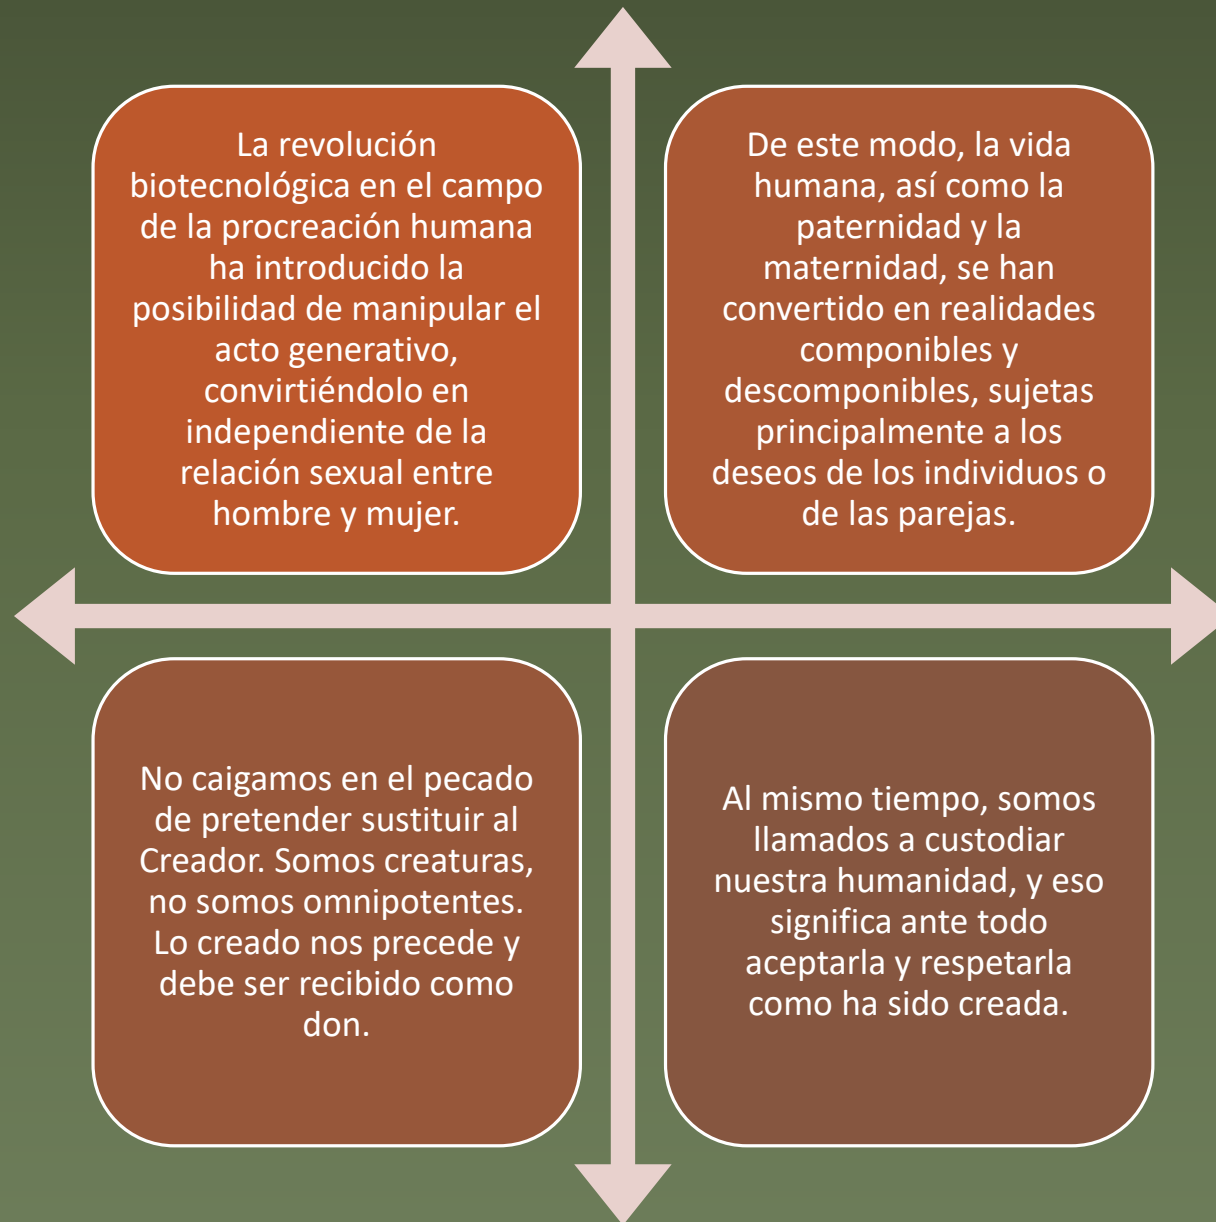 La revolución
biotecnológica en el campo
de la procreación humana
ha introducido la
posibilidad de manipular el
acto generativo,
convirtiéndolo en
independiente de la
relación sexual entre
hombre y mujer.
De este modo, la vida
humana, así como la
paternidad y la
maternidad, se han
convertido en realidades
componibles y
descomponibles, sujetas
principalmente a los
deseos de los individuos o
de las parejas.
No caigamos en el pecado
de pretender sustituir al
Creador. Somos creaturas,
no somos omnipotentes.
Lo creado nos precede y
debe ser recibido como
don.
Al mismo tiempo, somos
llamados a custodiar
nuestra humanidad, y eso
significa ante todo
aceptarla y respetarla
como ha sido creada.